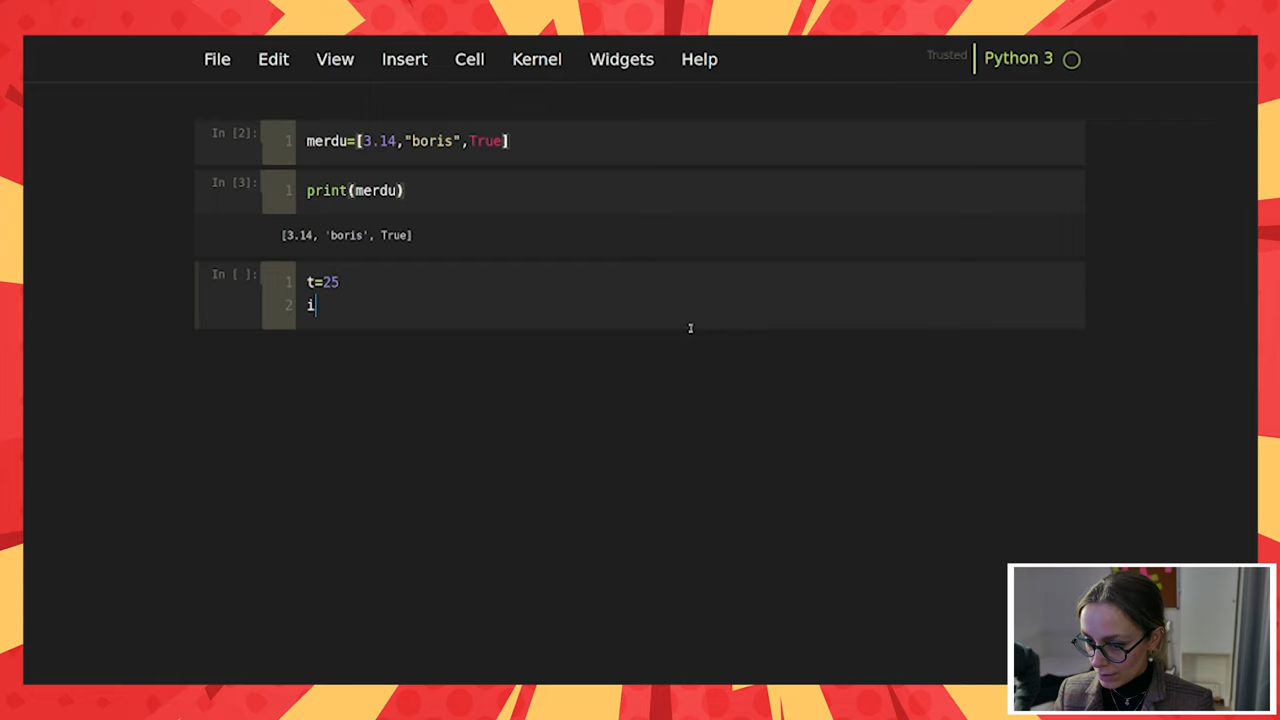 File Edit View Insert Cell Kernel Widgets Help Trusted Python 3
In [2]: 1 merdu=[3.14,"boris",True]
In [3]: 1 print(merdu)
[3.14, 'boris', True]
In [ ]: 1 t=25
2 i